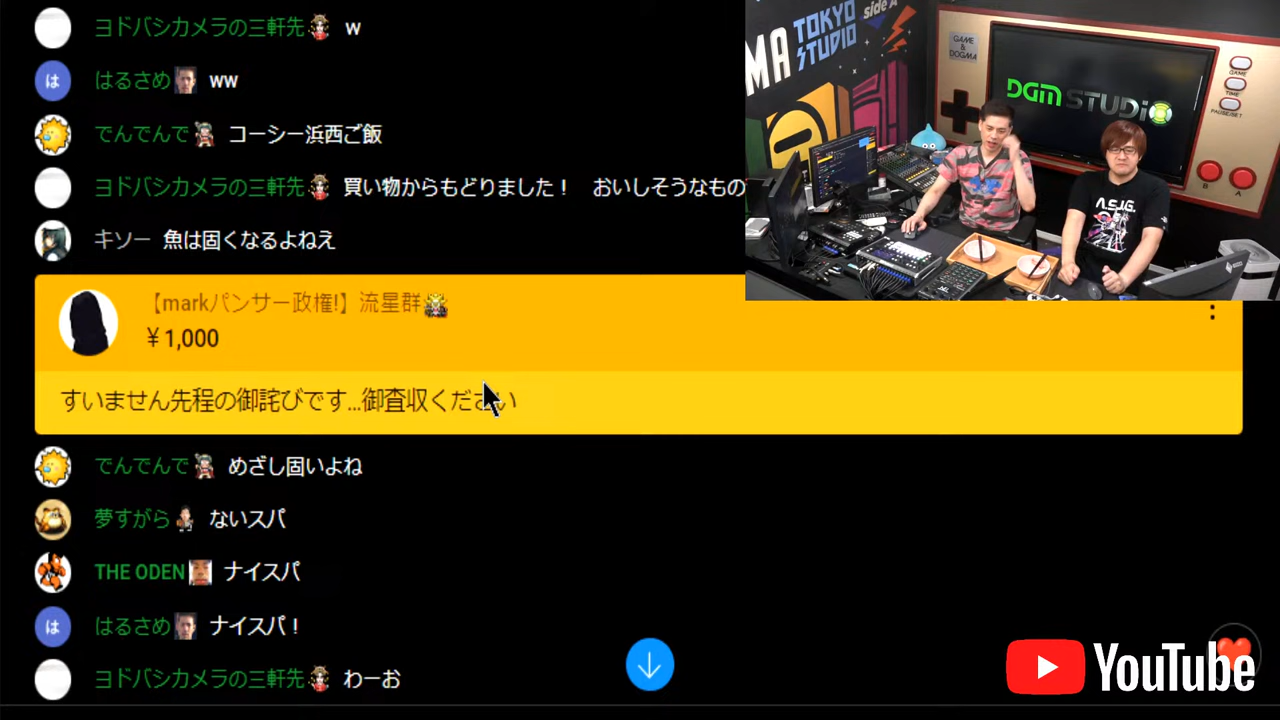 ヨドバシカメラの三軒先 w
は はるさめ ww
でんでんで コーシー浜西ご飯
ヨドバシカメラの三軒先 買い物からもどりました！ おいしそうなもの
キソー 魚は固くなるよねえ
【markパンサー政権!】流星群
￥1,000
すいません先程の御詫びです...御査収ください
でんでんで めざし固いよね
夢すがら ないスパ
THE ODEN ナイスパ
は はるさめ ナイスパ！
ヨドバシカメラの三軒先 わーお
MA TOKYO STUDIO
side A
GAME & DOGMA
DGM STUDiO
GAME
TIME
PAUSE/SET
B A
A.S.I.G.
YouTube